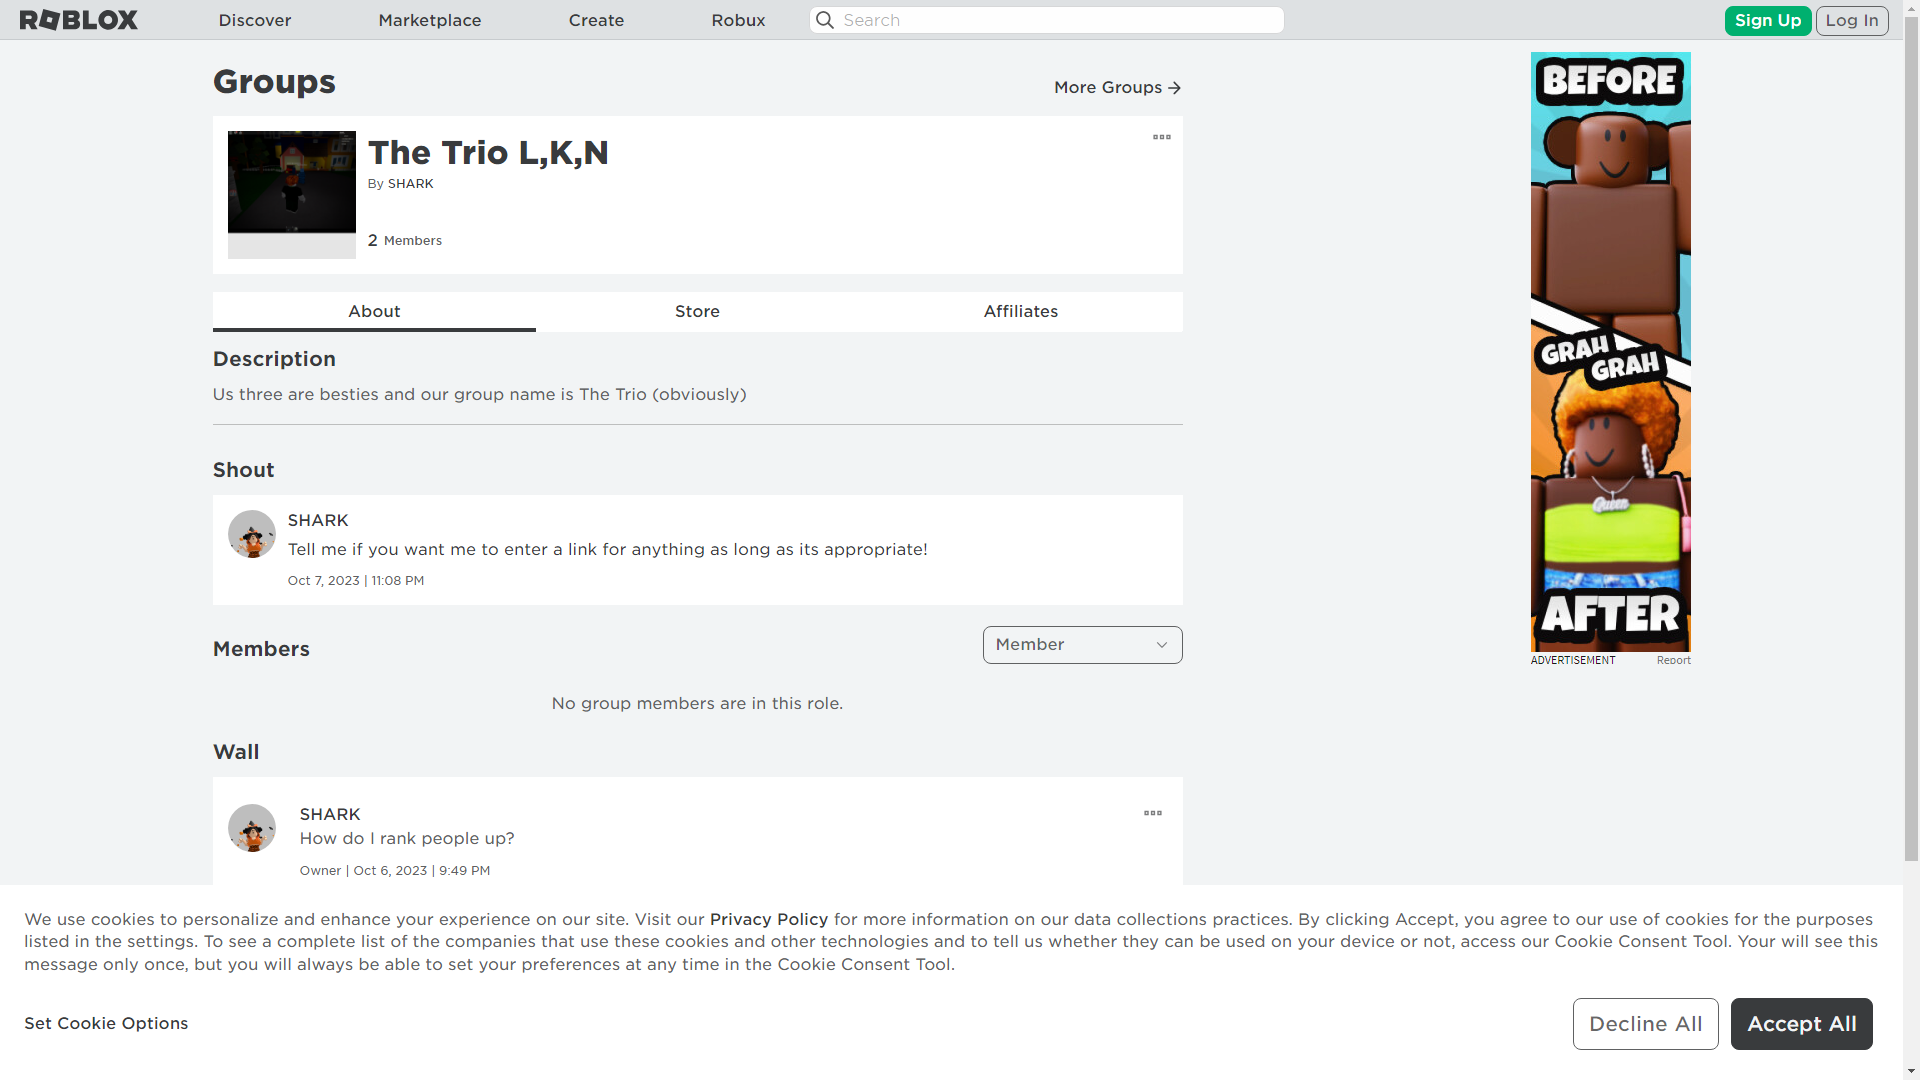 ROBLOX
Discover
Marketplace
Create
Robux
Search
Sign Up
Log In
Groups
More Groups
The Trio L,K,N
By SHARK
2 Members
About
Store
Affiliates
Description
Us three are besties and our group name is The Trio (obviously)
Shout
SHARK
Tell me if you want me to enter a link for anything as long as its appropriate!
Oct 7, 2023 | 11:08 PM
Members
Member
No group members are in this role.
Wall
SHARK
How do I rank people up?
Owner | Oct 6, 2023 | 9:49 PM
BEFORE
GRAH
GRAH
Queen
AFTER
ADVERTISEMENT
Report
We use cookies to personalize and enhance your experience on our site. Visit our Privacy Policy for more information on our data collections practices. By clicking Accept, you agree to our use of cookies for the purposes
listed in the settings. To see a complete list of the companies that use these cookies and other technologies and to tell us whether they can be used on your device or not, access our Cookie Consent Tool. Your will see this
message only once, but you will always be able to set your preferences at any time in the Cookie Consent Tool.
Set Cookie Options
Decline All
Accept All